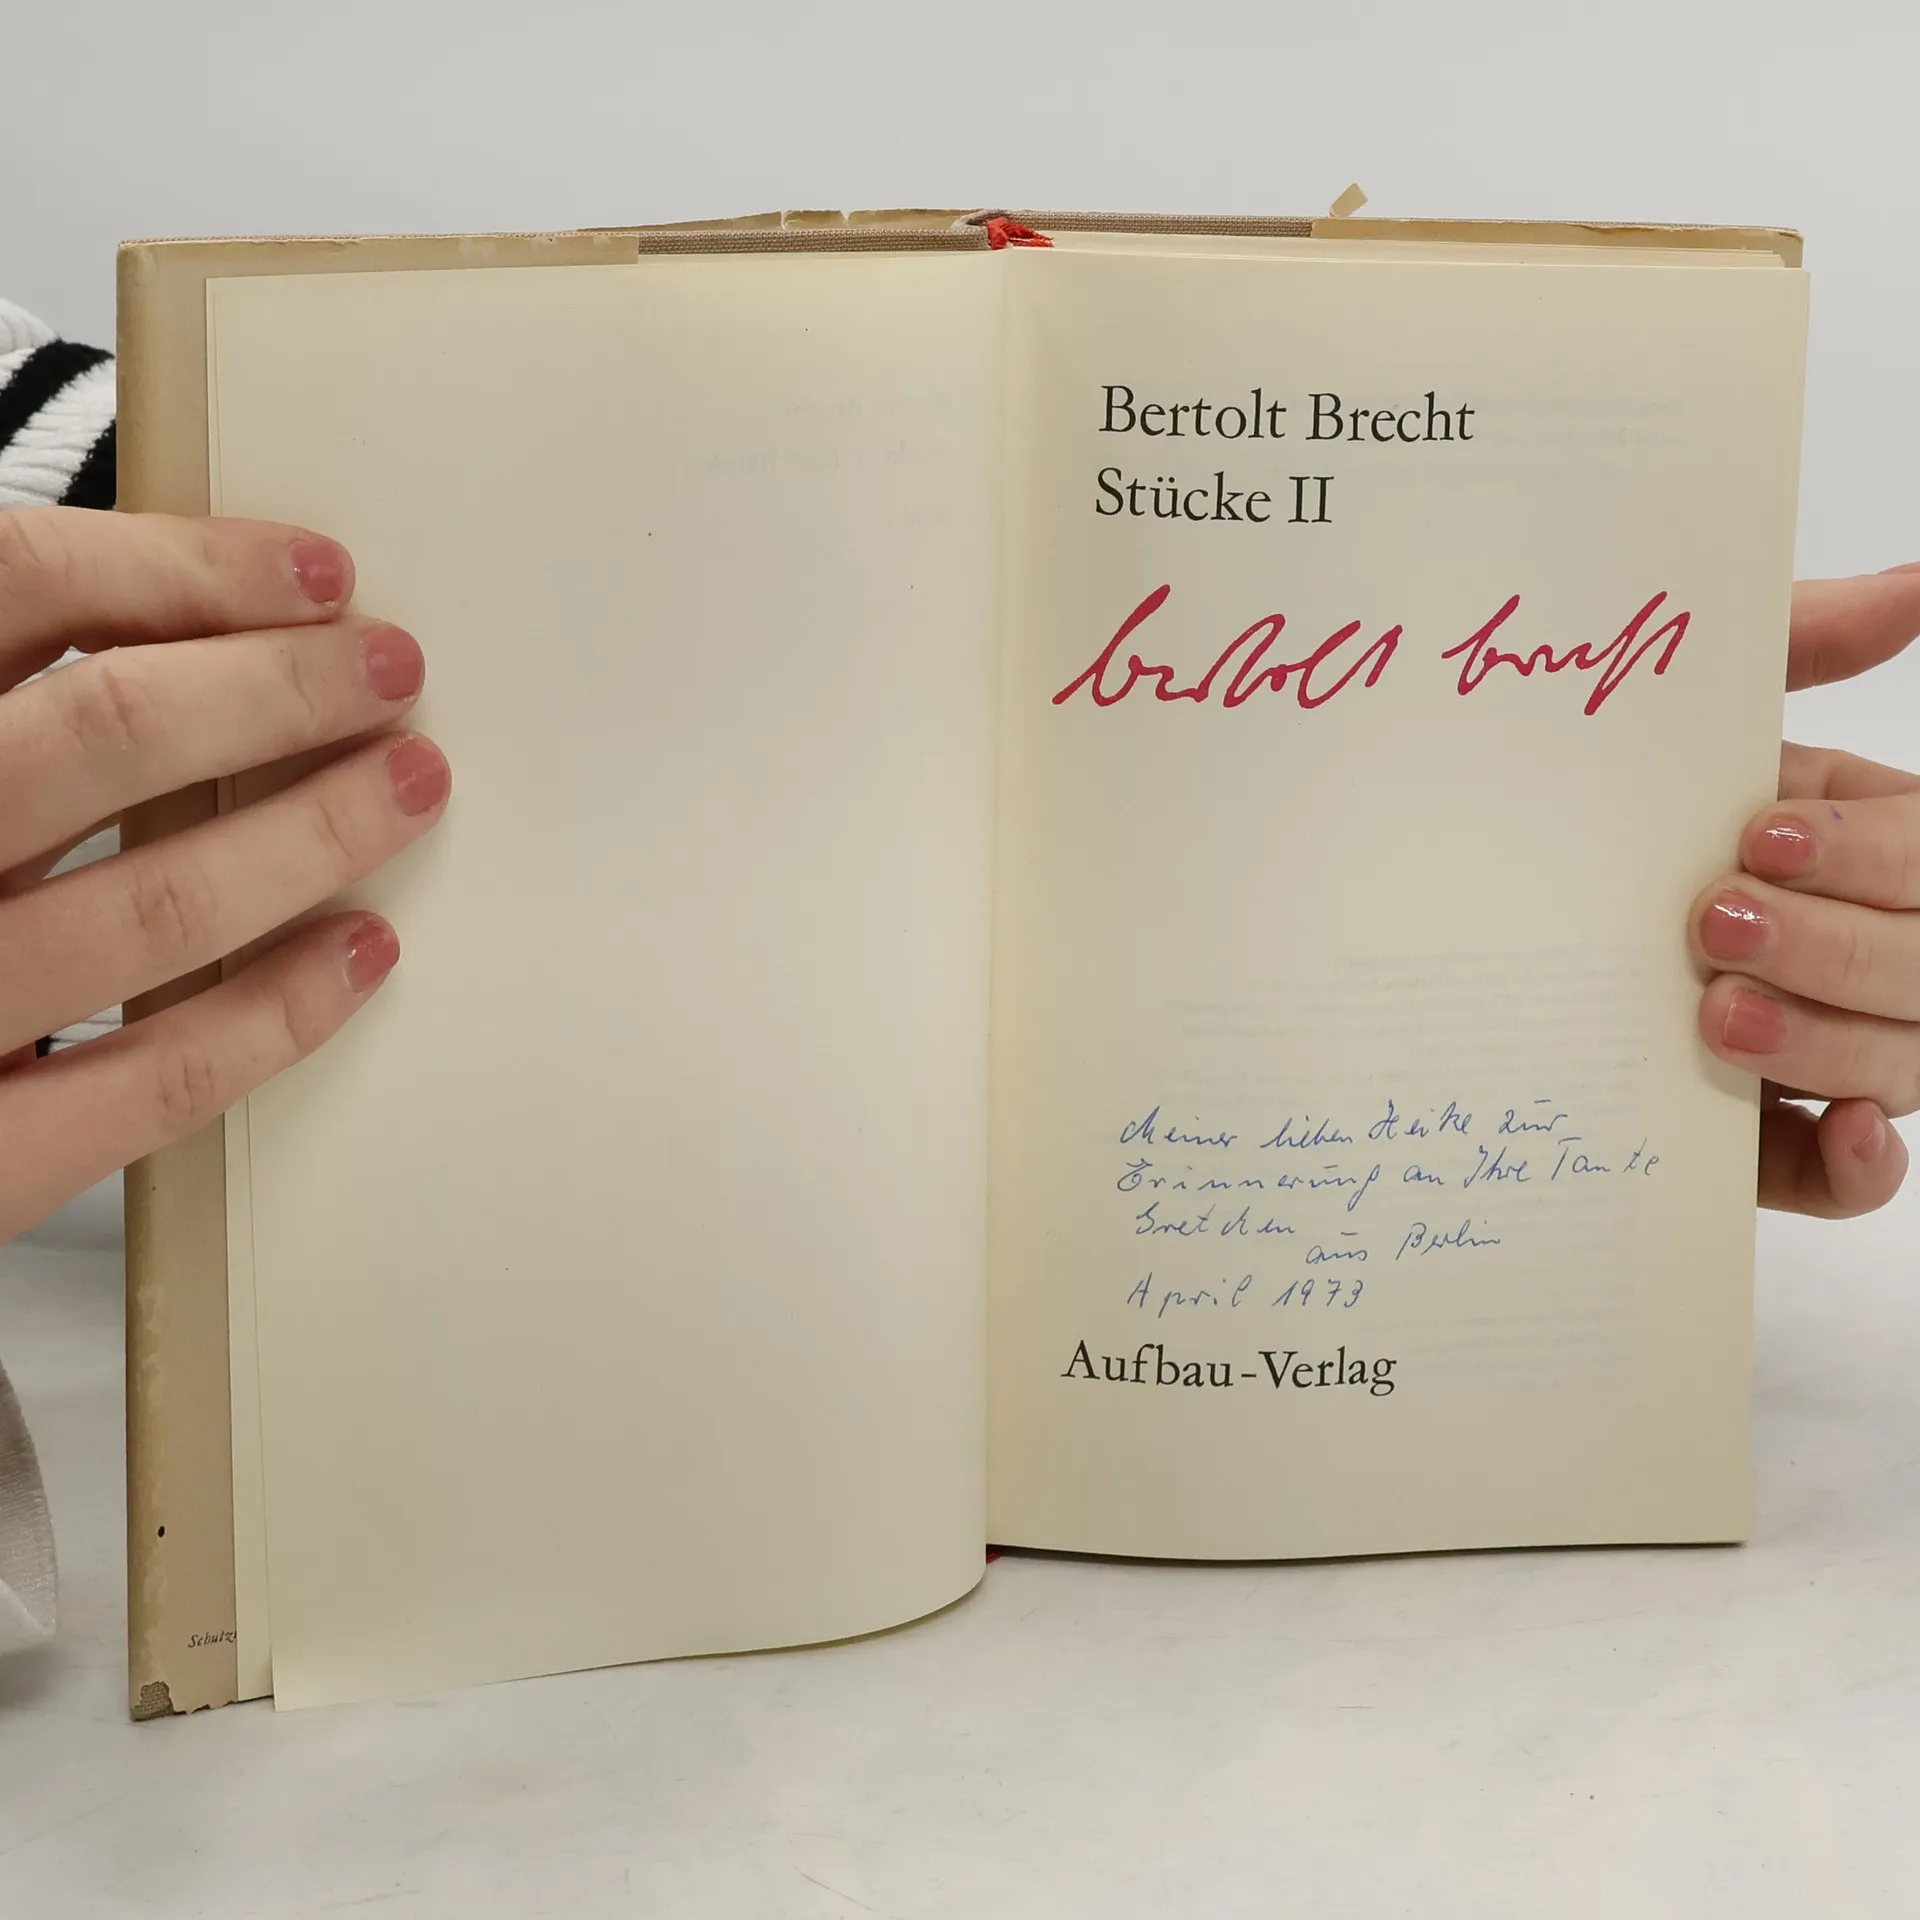 Bertolt Brecht
Stücke II
bertolt brecht
Meiner lieben Heike zur
Erinnerung an Ihre Tante
Gretchen
aus Berlin
April 1973
Aufbau-Verlag